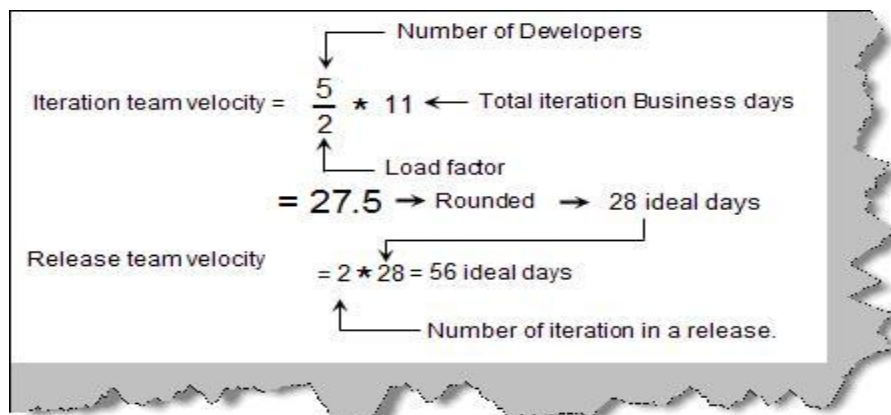 Number of Developers
Iteration team velocity = 5/2 * 11 Total iteration Business days
Load factor
= 27.5 → Rounded → 28 ideal days
Release team velocity
= 2 * 28 = 56 ideal days
Number of iteration in a release.